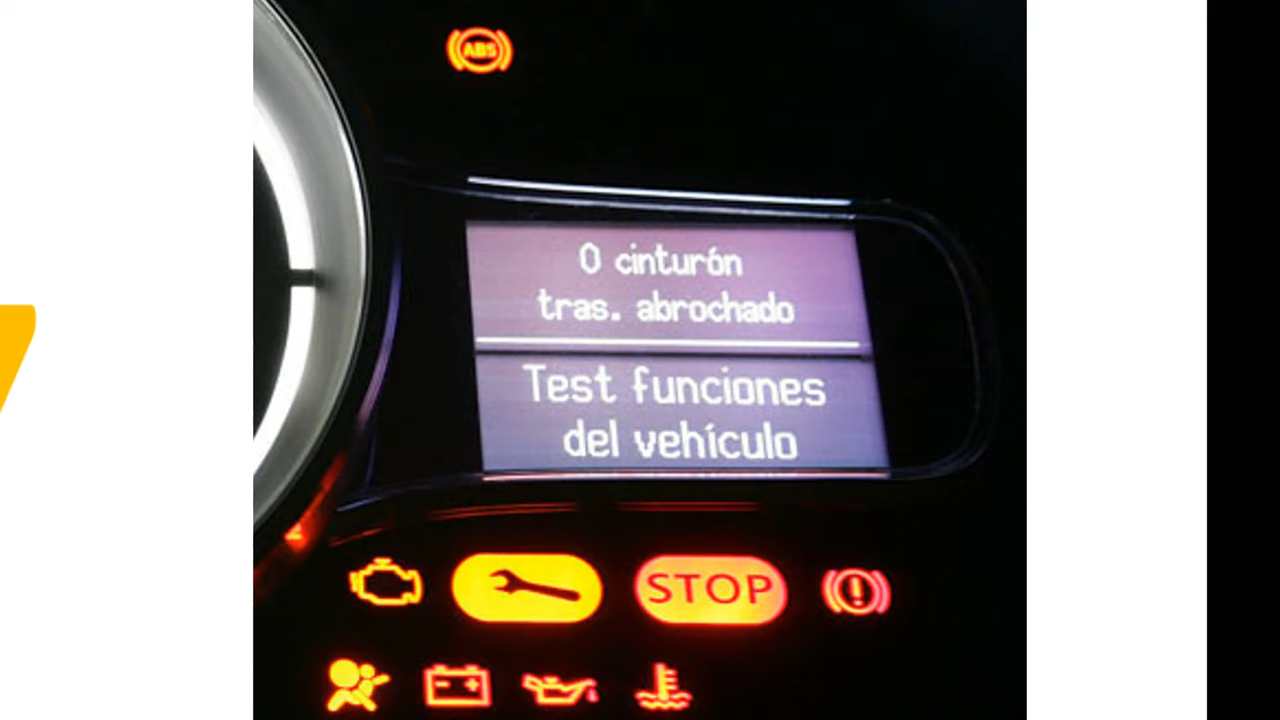 ABS
0 cinturón
tras. abrochado
Test funciones
del vehículo
STOP